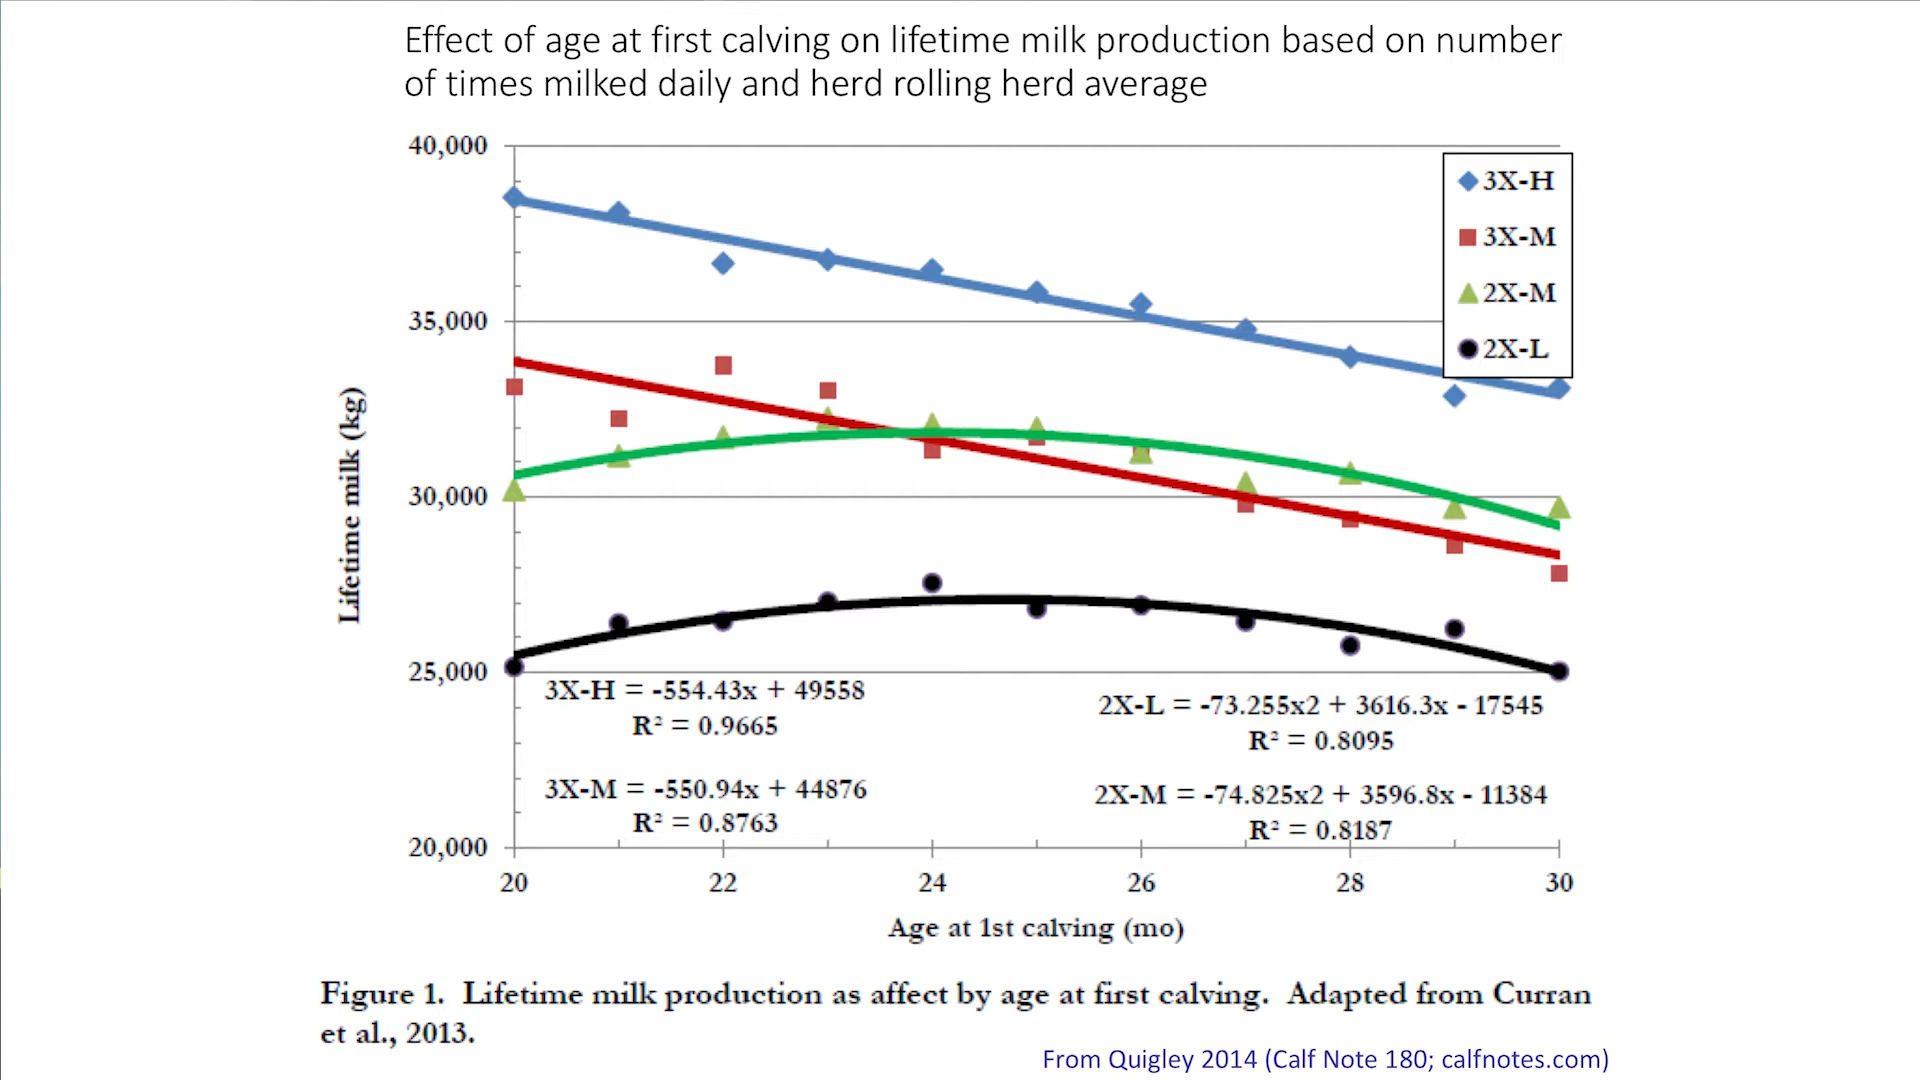 Effect of age at first calving on lifetime milk production based on number
of times milked daily and herd rolling herd average
40,000
35,000
30,000
25,000
20,000
Lifetime milk (kg)
3X-H
3X-M
2X-M
2X-L
3X-H = -554.43x + 49558
R² = 0.9665
3X-M = -550.94x + 44876
R² = 0.8763
2X-L = -73.255x2 + 3616.3x - 17545
R² = 0.8095
2X-M = -74.825x2 + 3596.8x - 11384
R² = 0.8187
20 22 24 26 28 30
Age at 1st calving (mo)
Figure 1. Lifetime milk production as affect by age at first calving. Adapted from Curran
et al., 2013.
From Quigley 2014 (Calf Note 180; calfnotes.com)